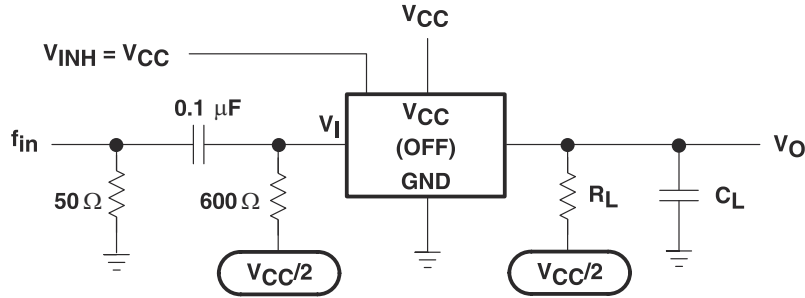 VCC
VINH = VCC
0.1 μF
fin
VI
VCC
(OFF)
GND
VO
50 Ω
600 Ω
RL
CL
VCC/2
VCC/2